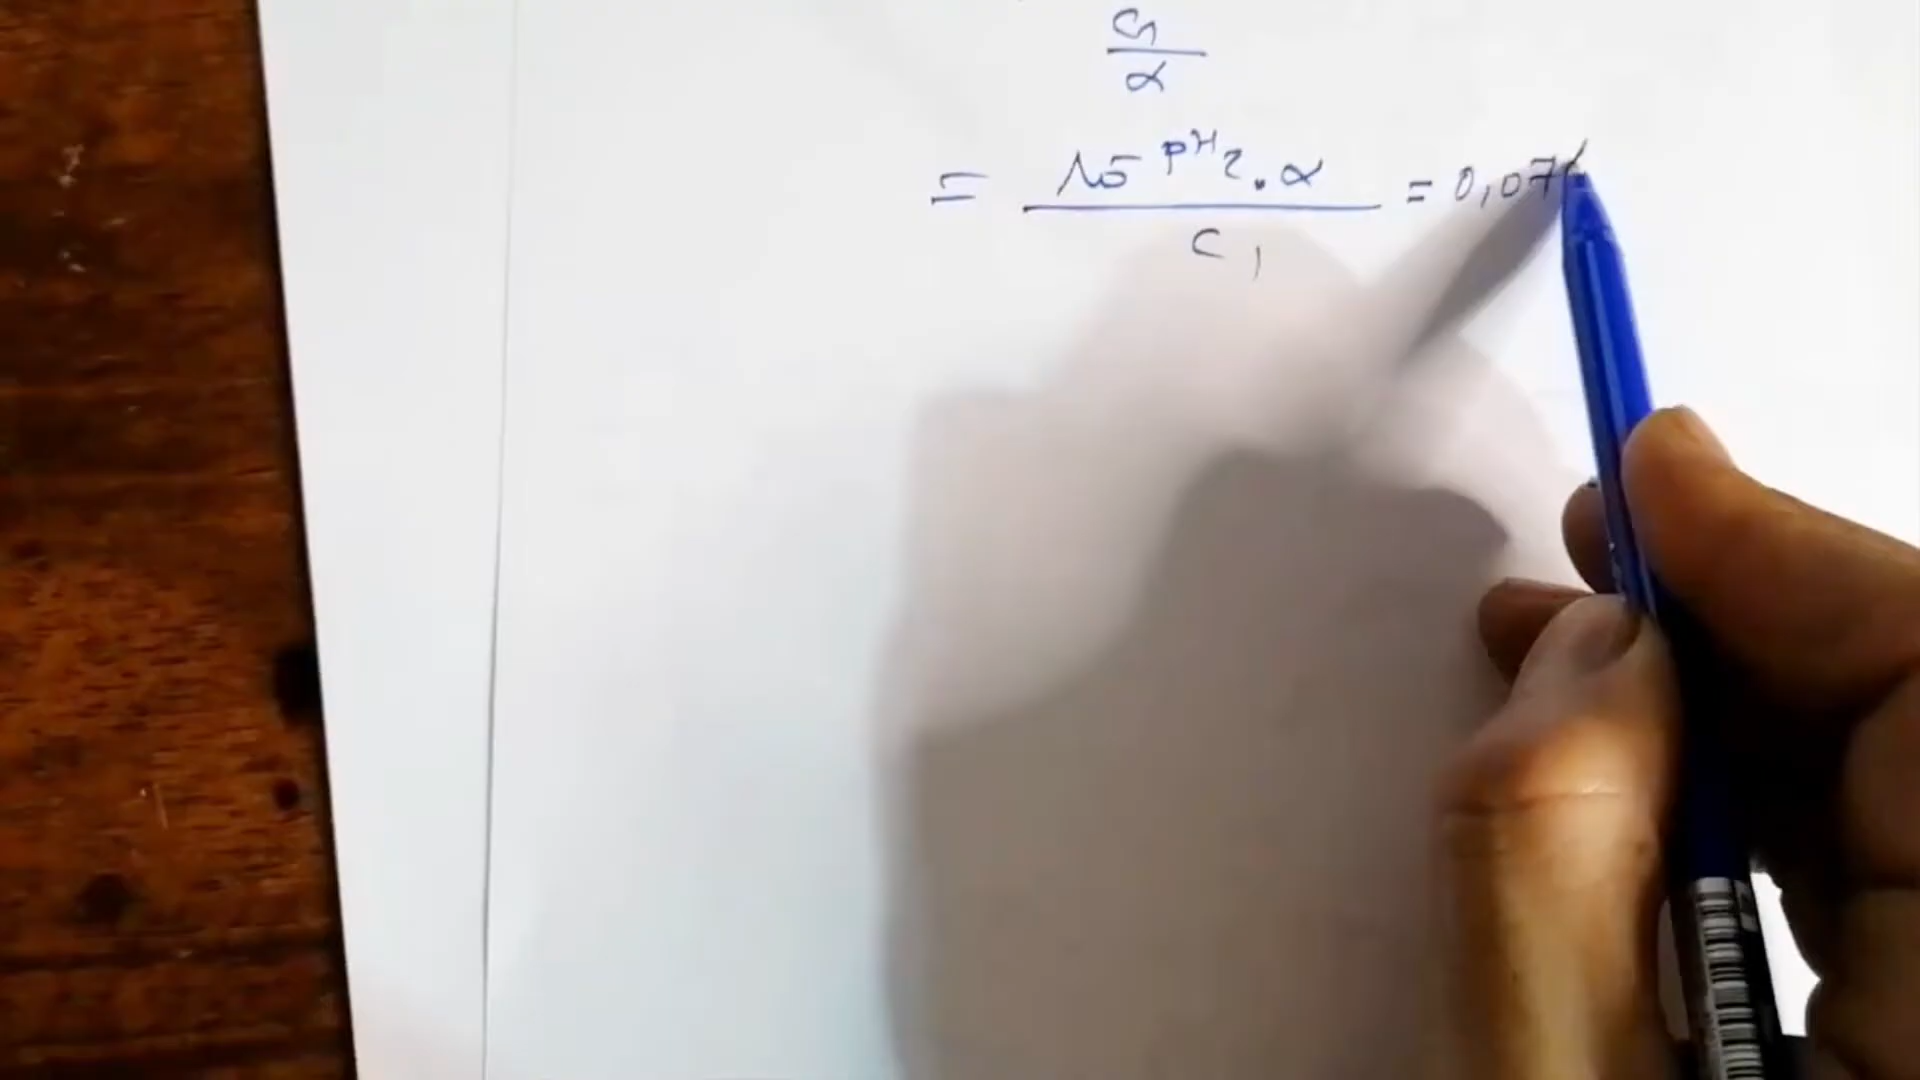 C₁
α
= 10^-pH₂ . α = 0,07
C₁